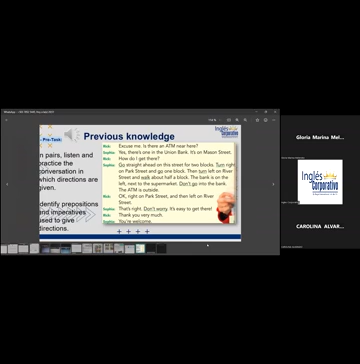 Pre-Task
Previous knowledge
Inglés
Corporativo
n pairs, listen and
practice the
conversation in
which directions are
given.
dentify prepositions
and imperatives
used to give
directions.
Rick: Excuse me. Is there an ATM near here?
Sophie: Yes, there's one in the Union Bank. It's on Mason Street.
Rick: How do I get there?
Sophie: Go straight ahead on this street for two blocks. Turn right
on Park Street and go one block. Then turn left on River
Street and walk about half a block. The bank is on the
left, next to the supermarket. Don't go into the bank.
The ATM is outside.
Rick: OK, right on Park Street, and then left on River
Street.
Sophie: That's right. Don't worry. It's easy to get there!
Rick: Thank you very much.
Sophie: You're welcome.
Gloria Marina Mel...
Inglés
Corporativo
CAROLINA ALVAR...